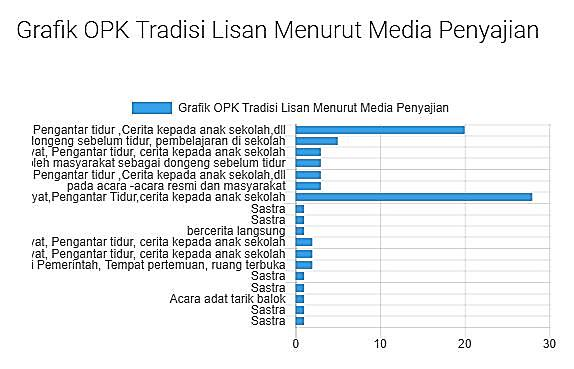 Grafik OPK Tradisi Lisan Menurut Media Penyajian
Grafik OPK Tradisi Lisan Menurut Media Penyajian
Pengantar tidur ,Cerita kepada anak sekolah,dll
longeng sebelum tidur, pembelajaran di sekolah
yat, Pengantar tidur, cerita kepada anak sekolah
oleh masyarakat sebagai dongeng sebelum tidur
Pengantar tidur ,Cerita kepada anak sekolah,dll
pada acara -acara resmi dan masyarakat
yat,Pengantar Tidur,cerita kepada anak sekolah
Sastra
Sastra
bercerita langsung
yat, Pengantar tidur, cerita kepada anak sekolah
yat, Pengantar tidur, cerita kepada anak sekolah
i Pemerintah, Tempat pertemuan, ruang terbuka
Sastra
Sastra
Acara adat tarik balok
Sastra
Sastra
0 10 20 30